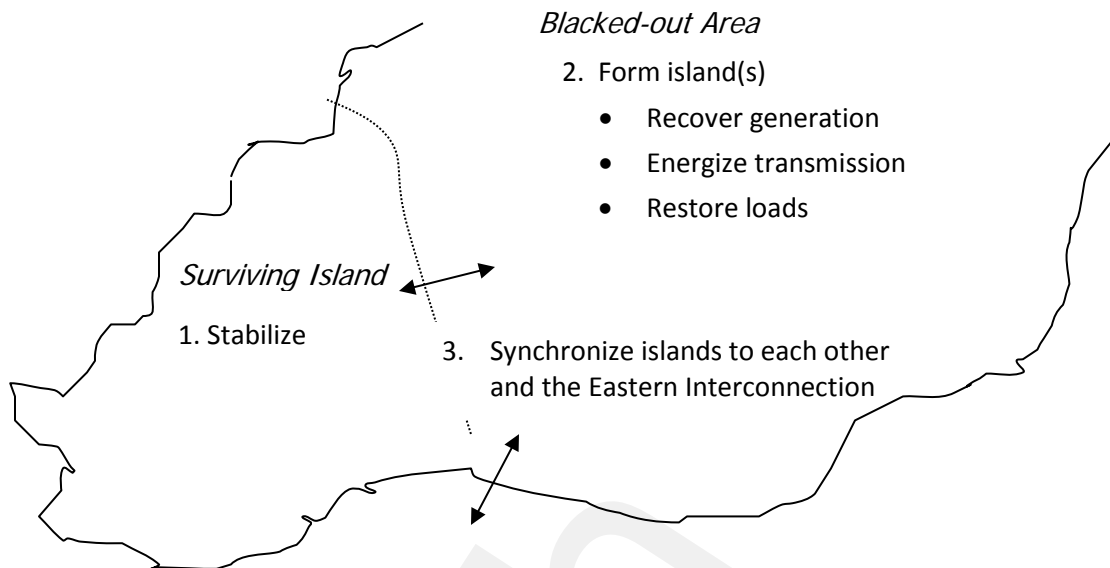 Blacked-out Area
2. Form island(s)
• Recover generation
• Energize transmission
• Restore loads
Surviving Island
1. Stabilize
3. Synchronize islands to each other
and the Eastern Interconnection